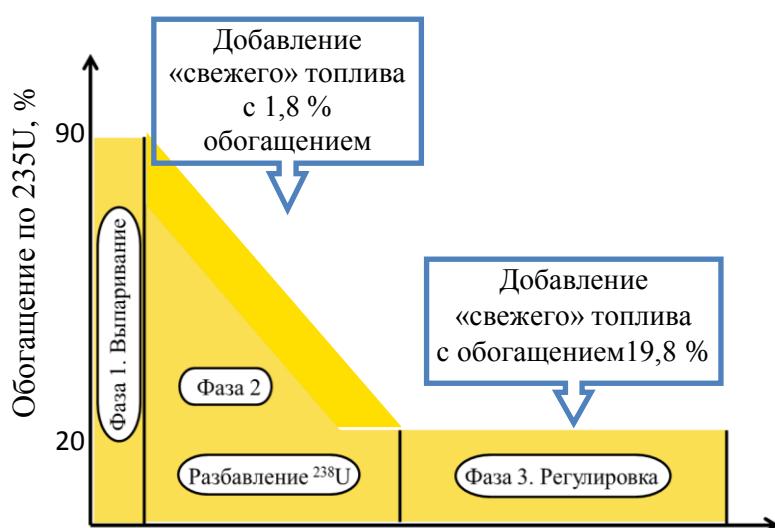 Добавление
«свежего» топлива
с 1,8 %
обогащением
Обогащение по 235U, %
90
20
Фаза 1. Выпаривание
Фаза 2
Разбавление ²³⁸U
Добавление
«свежего» топлива
с обогащением19,8 %
Фаза 3. Регулировка